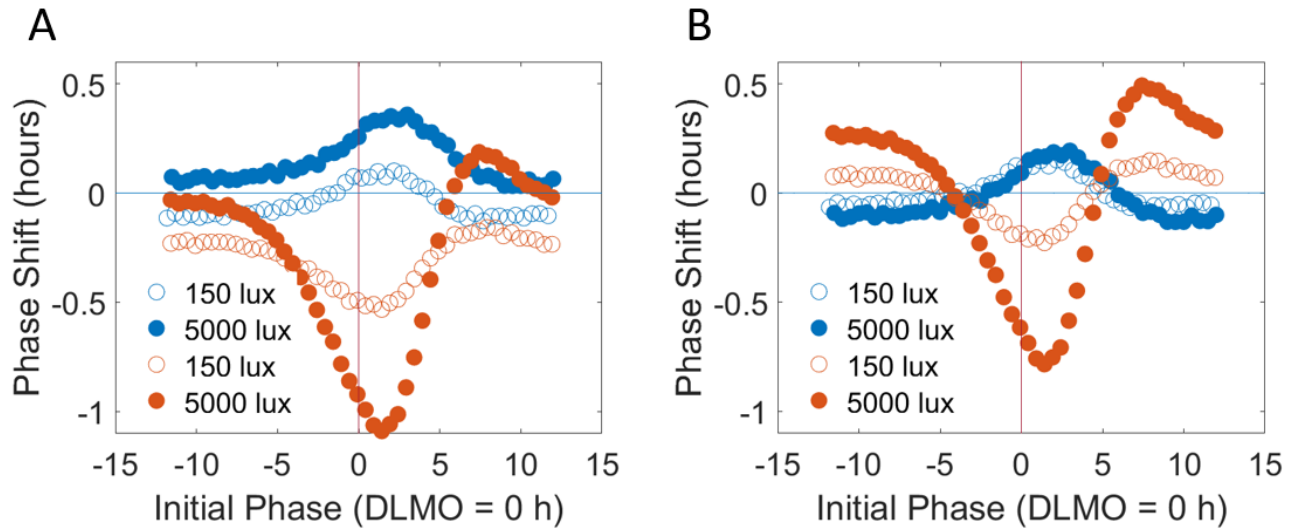 A
Phase Shift (hours)
0.5
0
-0.5
-1
150 lux
5000 lux
150 lux
5000 lux
-15 -10 -5 0 5 10 15
Initial Phase (DLMO = 0 h)
B
Phase Shift (hours)
0.5
0
-0.5
-1
150 lux
5000 lux
150 lux
5000 lux
-15 -10 -5 0 5 10 15
Initial Phase (DLMO = 0 h)